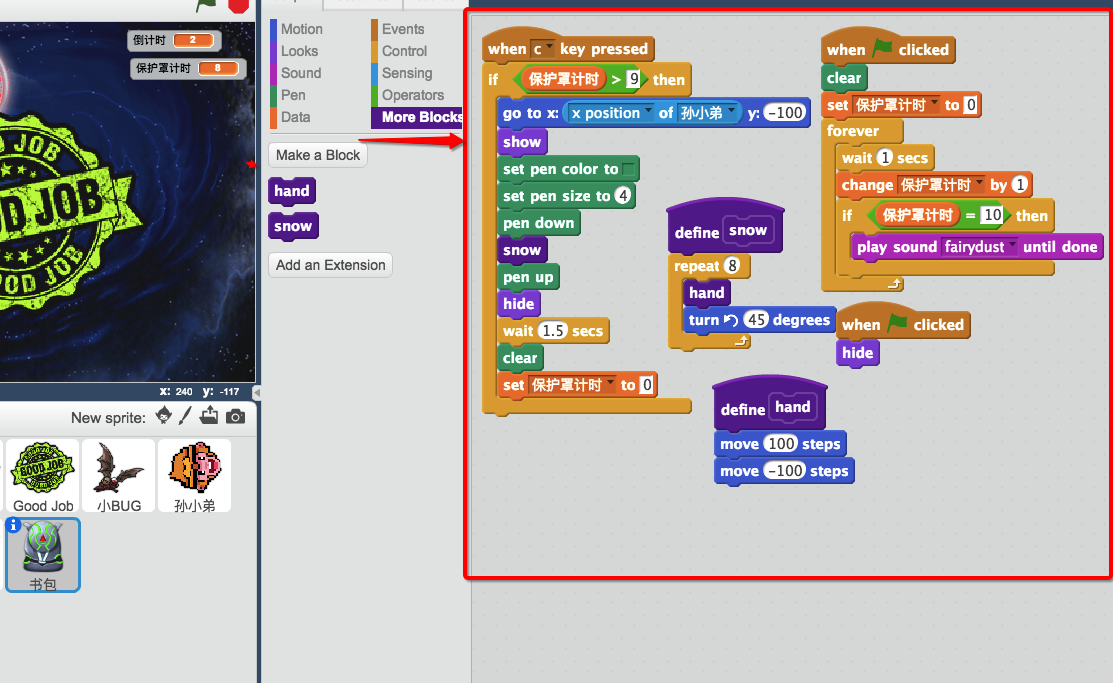 倒计时 2
保护罩计时 8
GOOD JOB
GOOD JOB
GOOD JOB
x: 240 y: -117
New sprite:
Good Job
小BUG
孙小弟
书包
Motion
Looks
Sound
Pen
Data
Events
Control
Sensing
Operators
More Blocks
Make a Block
hand
snow
Add an Extension
when c key pressed
if 保护罩计时 > 9 then
go to x: x position of 孙小弟 y: -100
show
set pen color to
set pen size to 4
pen down
snow
pen up
hide
wait 1.5 secs
clear
set 保护罩计时 to 0
define snow
repeat 8
hand
turn 45 degrees
define hand
move 100 steps
move -100 steps
when clicked
clear
set 保护罩计时 to 0
forever
wait 1 secs
change 保护罩计时 by 1
if 保护罩计时 = 10 then
play sound fairydust until done
when clicked
hide